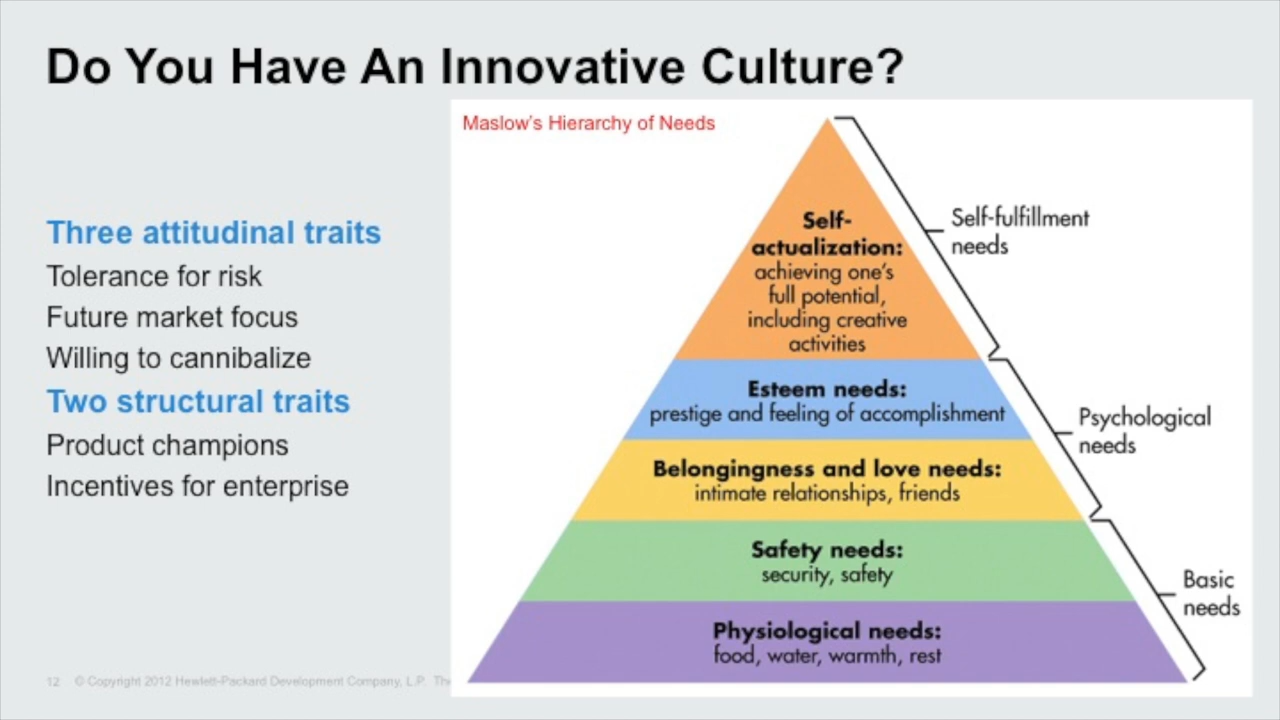 Do You Have An Innovative Culture?
Three attitudinal traits
Tolerance for risk
Future market focus
Willing to cannibalize
Two structural traits
Product champions
Incentives for enterprise
Maslow's Hierarchy of Needs
Self-
actualization:
achieving one's
full potential,
including creative
activities
Self-fulfillment
needs
Esteem needs:
prestige and feeling of accomplishment
Belongingness and love needs:
intimate relationships, friends
Psychological
needs
Safety needs:
security, safety
Physiological needs:
food, water, warmth, rest
Basic
needs
12 © Copyright 2012 Hewlett-Packard Development Company, L.P.